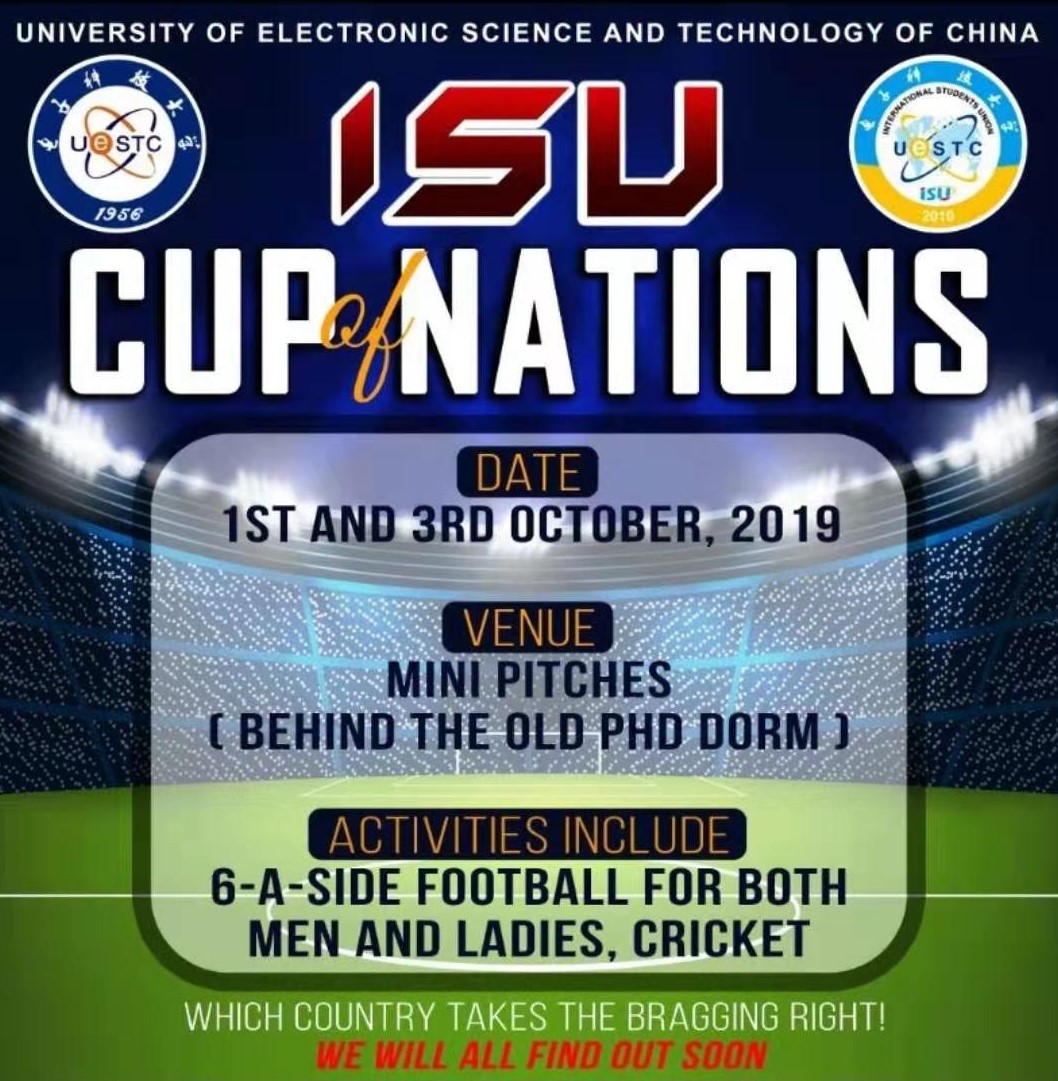 UNIVERSITY OF ELECTRONIC SCIENCE AND TECHNOLOGY OF CHINA
UeSTC
1956
ISU
INTERNATIONAL STUDENTS UNION
UeSTC
iSU
2010
CUP of NATIONS
DATE
1ST AND 3RD OCTOBER, 2019
VENUE
MINI PITCHES
( BEHIND THE OLD PHD DORM )
ACTIVITIES INCLUDE
6-A-SIDE FOOTBALL FOR BOTH
MEN AND LADIES, CRICKET
WHICH COUNTRY TAKES THE BRAGGING RIGHT!
WE WILL ALL FIND OUT SOON